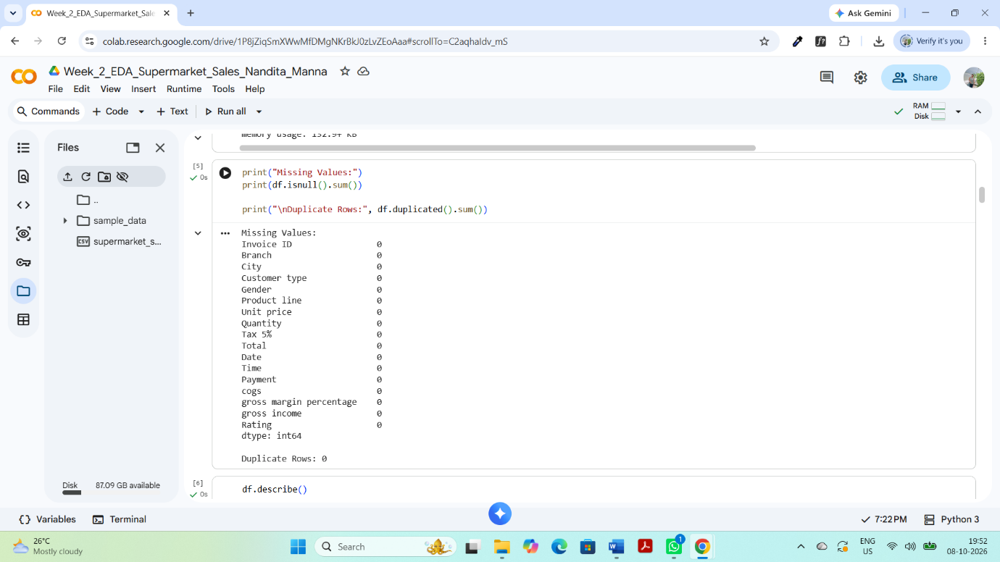 Week_2_EDA_Supermarket_Sale
Ask Gemini
colab.research.google.com/drive/1P8jZiqSmXWwMfDMgNKrBkJ0zLvZEoAaa#scrollTo=C2aqhaIdv_mS
Verify it's you
Week_2_EDA_Supermarket_Sales_Nandita_Manna
File Edit View Insert Runtime Tools Help
Share
Commands + Code + Text Run all
RAM
Disk
Files
..
sample_data
supermarket_s...
Disk 87.09 GB available
memory usage: 132.9+ KB
[5]
0s
print("Missing Values:")
print(df.isnull().sum())
print("\nDuplicate Rows:", df.duplicated().sum())
Missing Values:
Invoice ID 0
Branch 0
City 0
Customer type 0
Gender 0
Product line 0
Unit price 0
Quantity 0
Tax 5% 0
Total 0
Date 0
Time 0
Payment 0
cogs 0
gross margin percentage 0
gross income 0
Rating 0
dtype: int64
Duplicate Rows: 0
[6]
0s
df.describe()
Variables Terminal
7:22 PM Python 3
26°C
Mostly cloudy
Search
1
ENG
US
19:52
08-10-2026